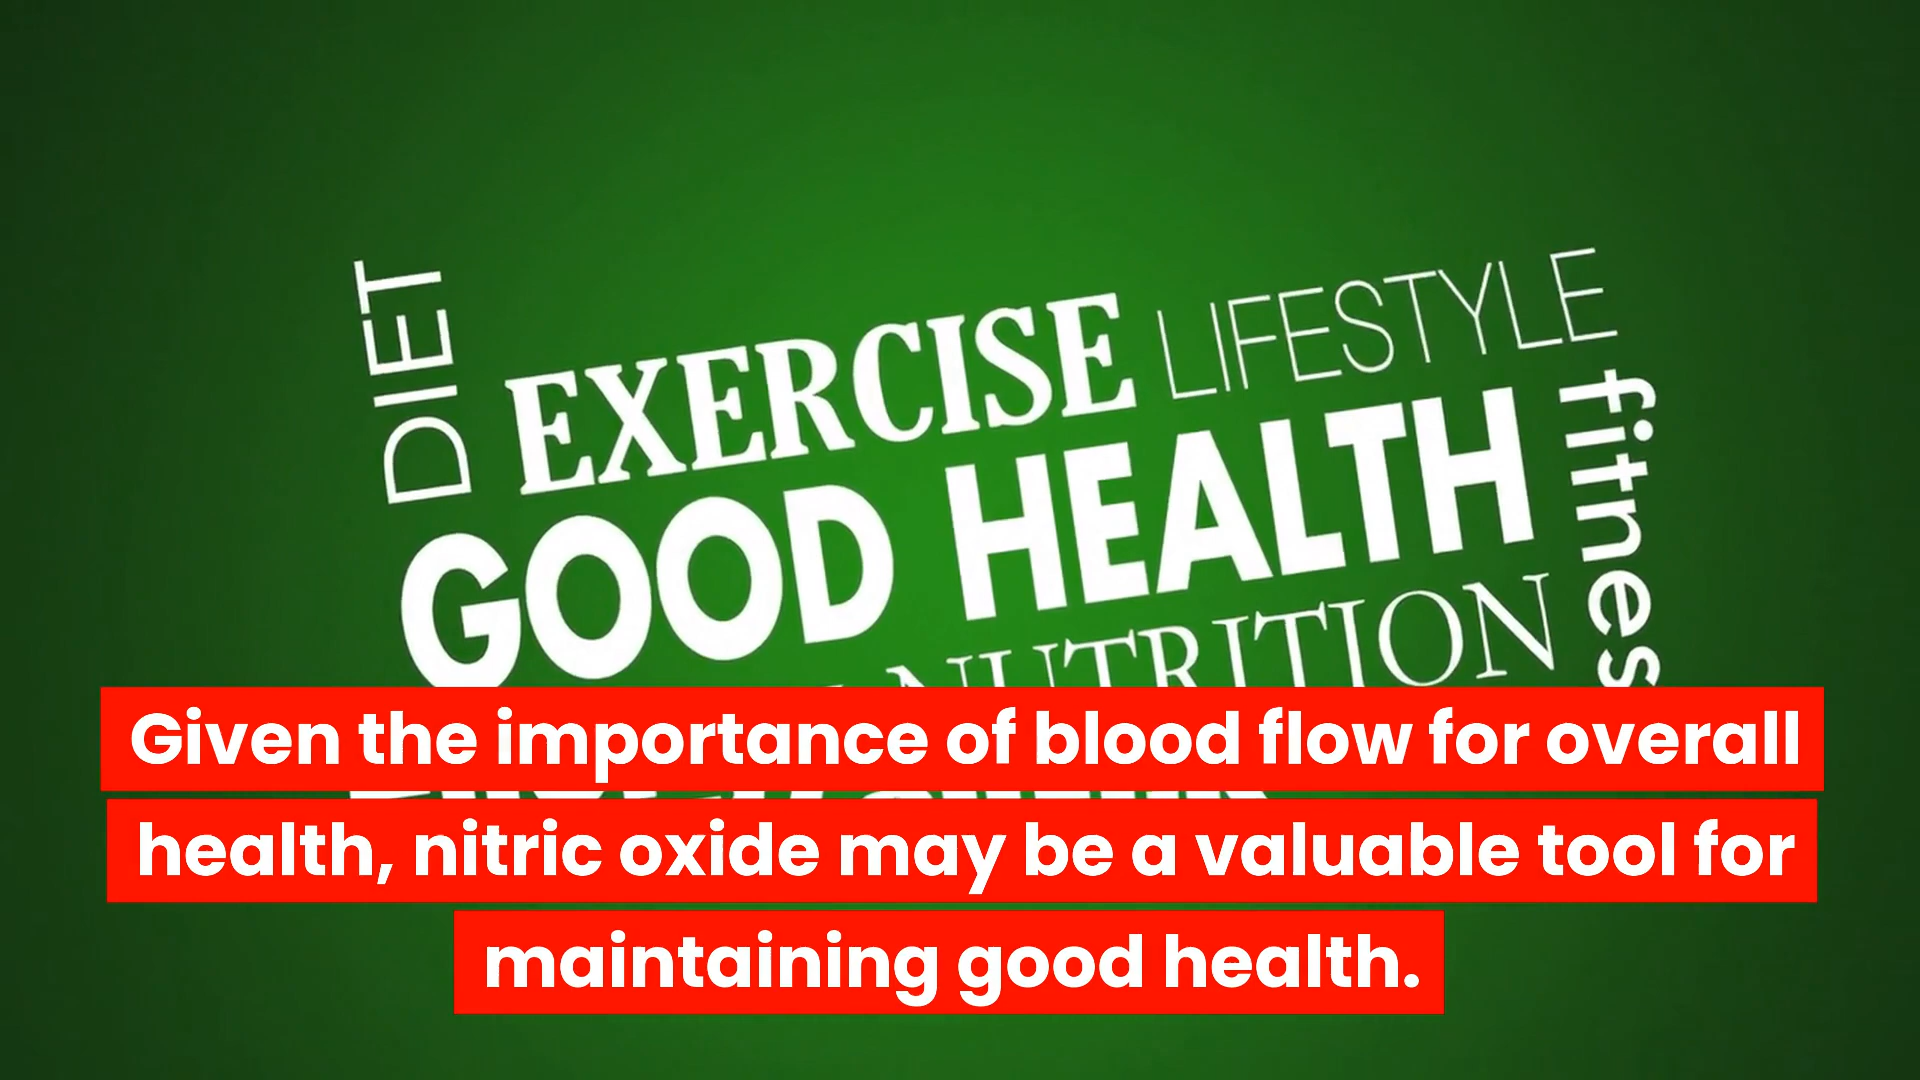 DIET
EXERCISE LIFESTYLE
GOOD HEALTH
fitnes
NUTRITION
Given the importance of blood flow for overall
health, nitric oxide may be a valuable tool for
maintaining good health.